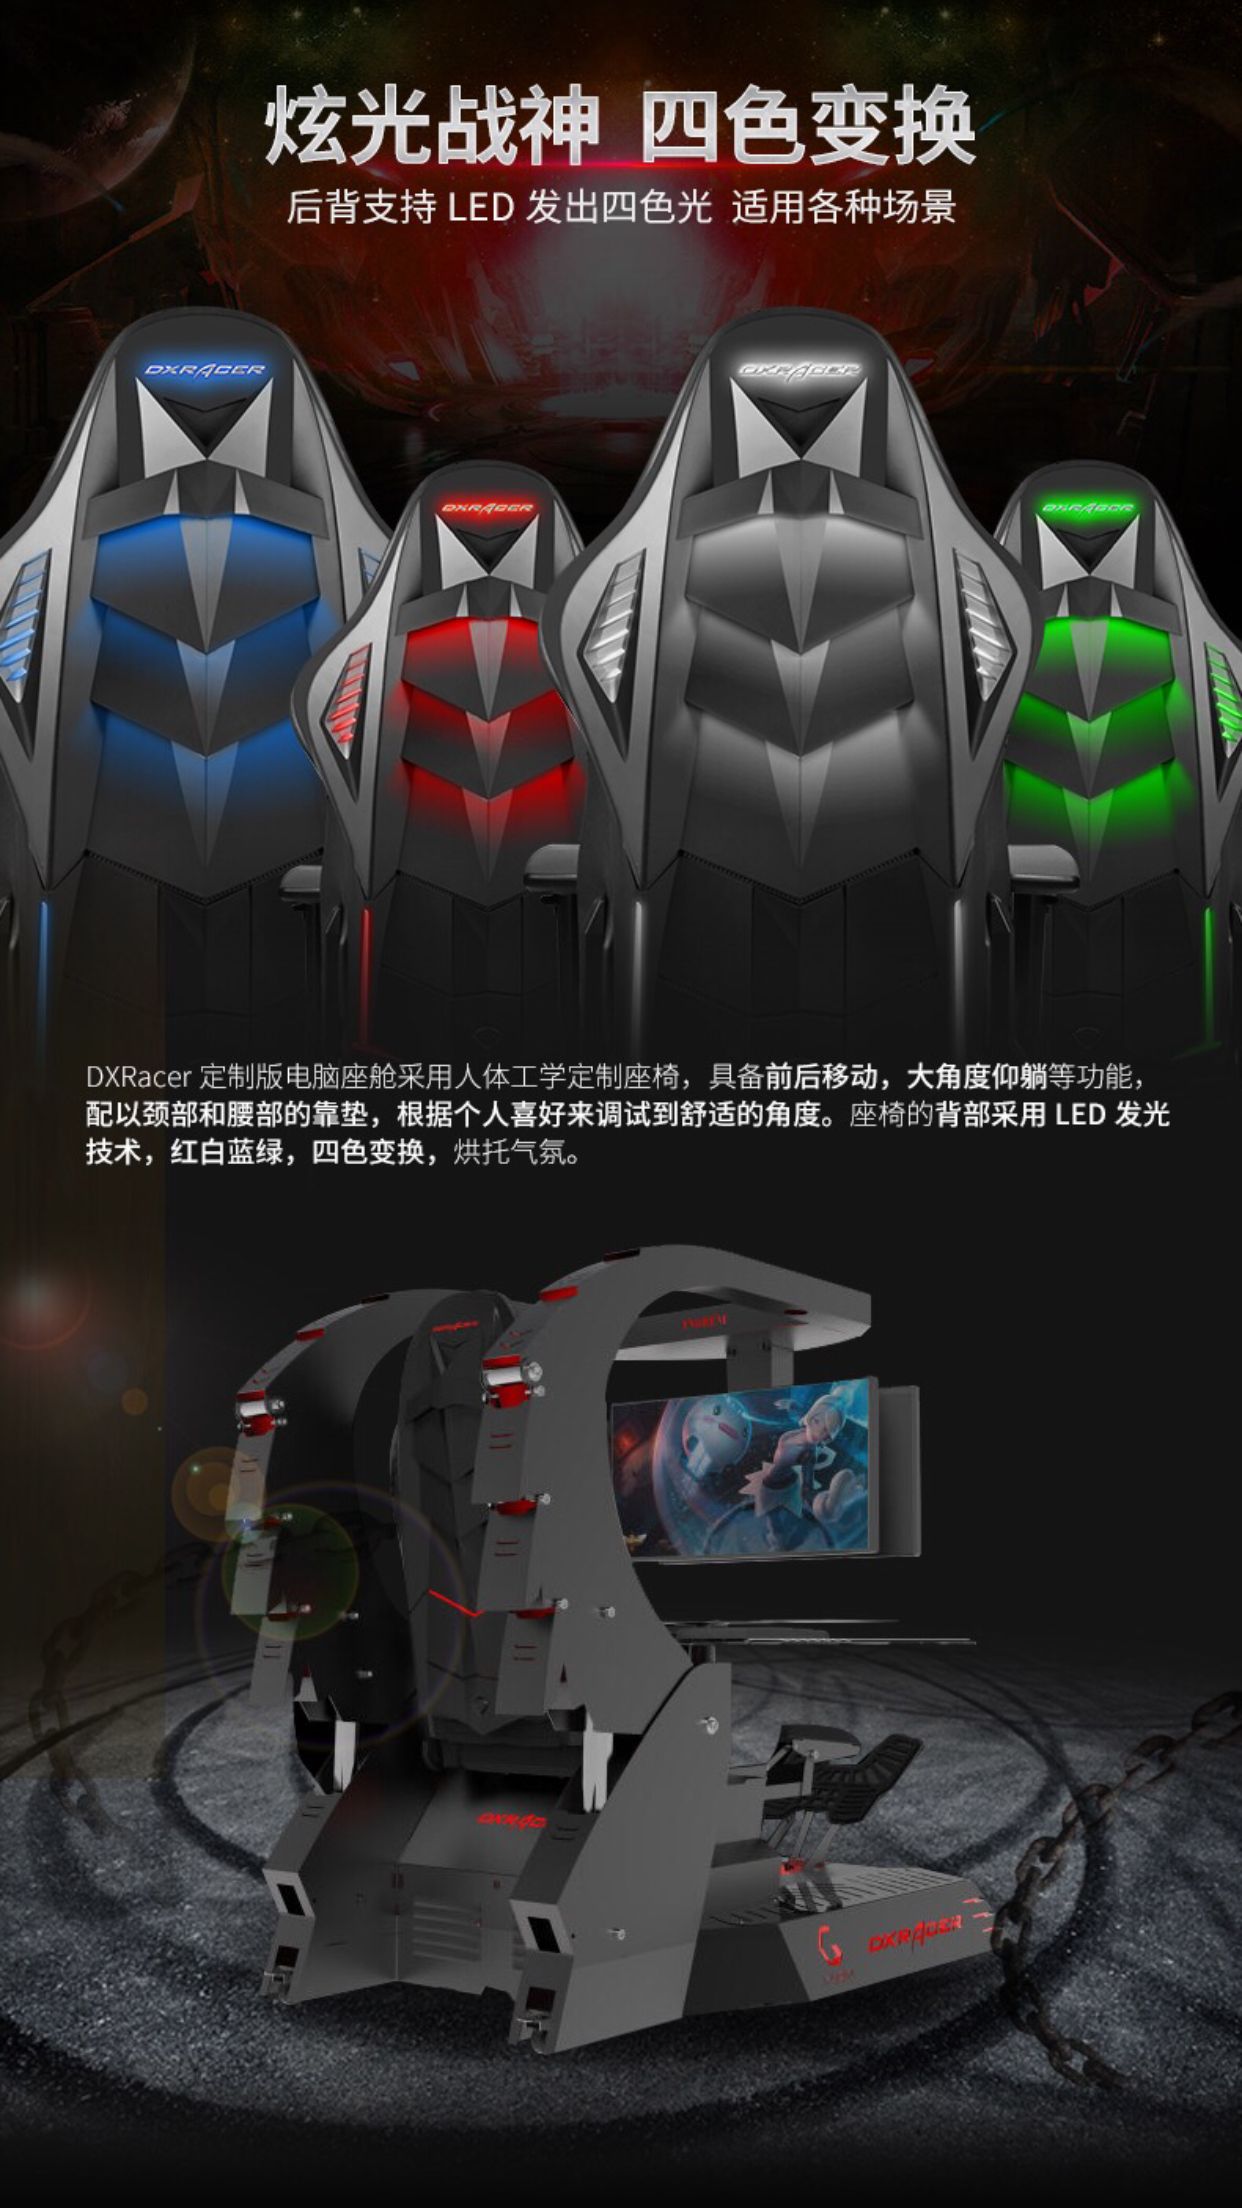 炫光战神 四色变换
后背支持 LED 发出四色光 适用各种场景
DXRACER
DXRACER
DXRACER
DXRACER
DXRacer 定制版电脑座舱采用人体工学定制座椅，具备前后移动，大角度仰躺等功能，
配以颈部和腰部的靠垫，根据个人喜好来调试到舒适的角度。座椅的背部采用 LED 发光
技术，红白蓝绿，四色变换，烘托气氛。
DXRACER